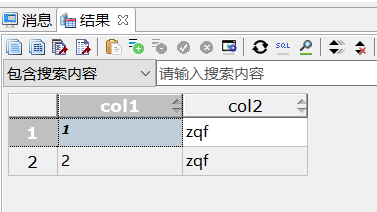 消息 结果
SQL
包含搜索内容 请输入搜索内容
col1 col2
1 1 zqf
2 2 zqf